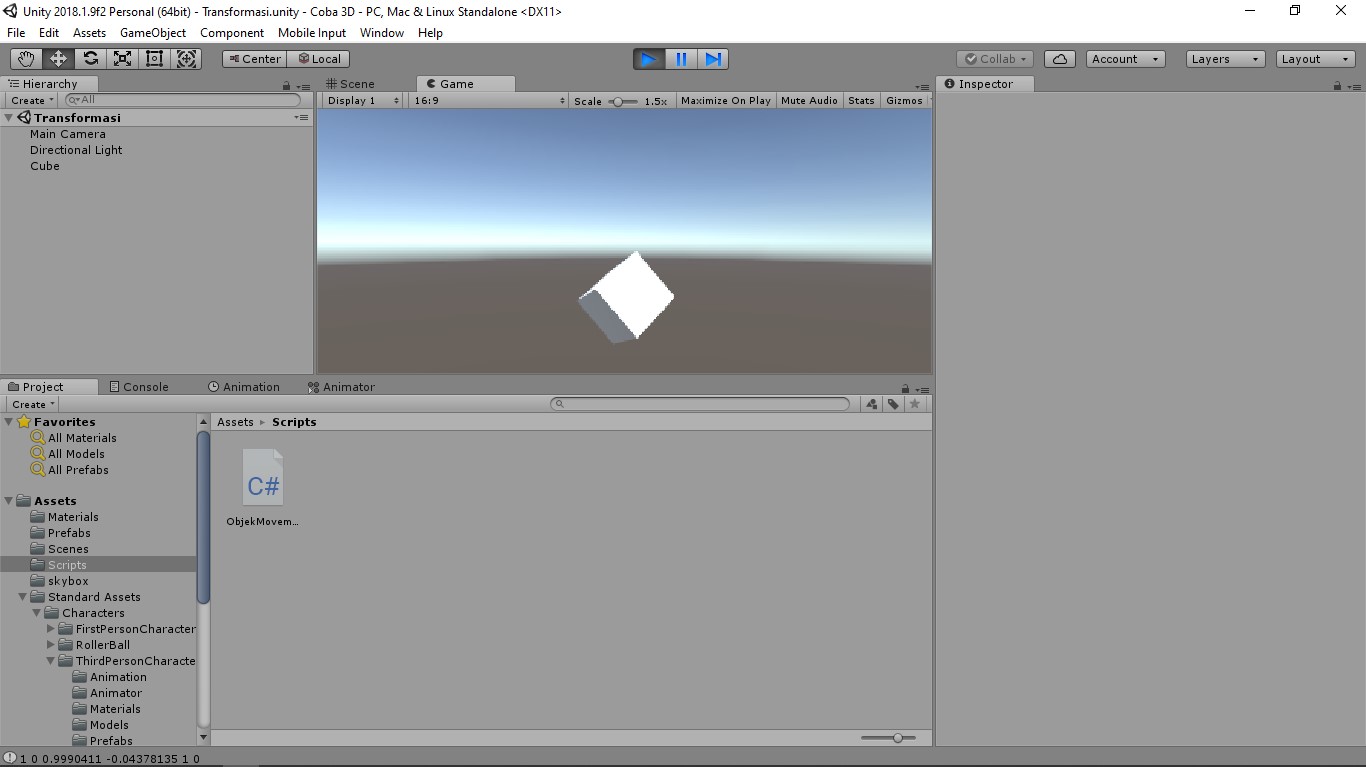 Unity 2018.1.9f2 Personal (64bit) - Transformasi.unity - Coba 3D - PC, Mac & Linux Standalone <DX11>
File Edit Assets GameObject Component Mobile Input Window Help
Center Local Collab Account Layers Layout
Hierarchy
Create All
Transformasi
Main Camera
Directional Light
Cube
Scene Game
Display 1 16:9 Scale 1.5x Maximize On Play Mute Audio Stats Gizmos
Inspector
Project Console Animation Animator
Create
Favorites
All Materials
All Models
All Prefabs
Assets
Materials
Prefabs
Scenes
Scripts
skybox
Standard Assets
Characters
FirstPersonCharacter
RollerBall
ThirdPersonCharacte
Animation
Animator
Materials
Models
Prefabs
Assets Scripts
C#
ObjekMovem...
1 0 0.9990411 -0.04378135 1 0